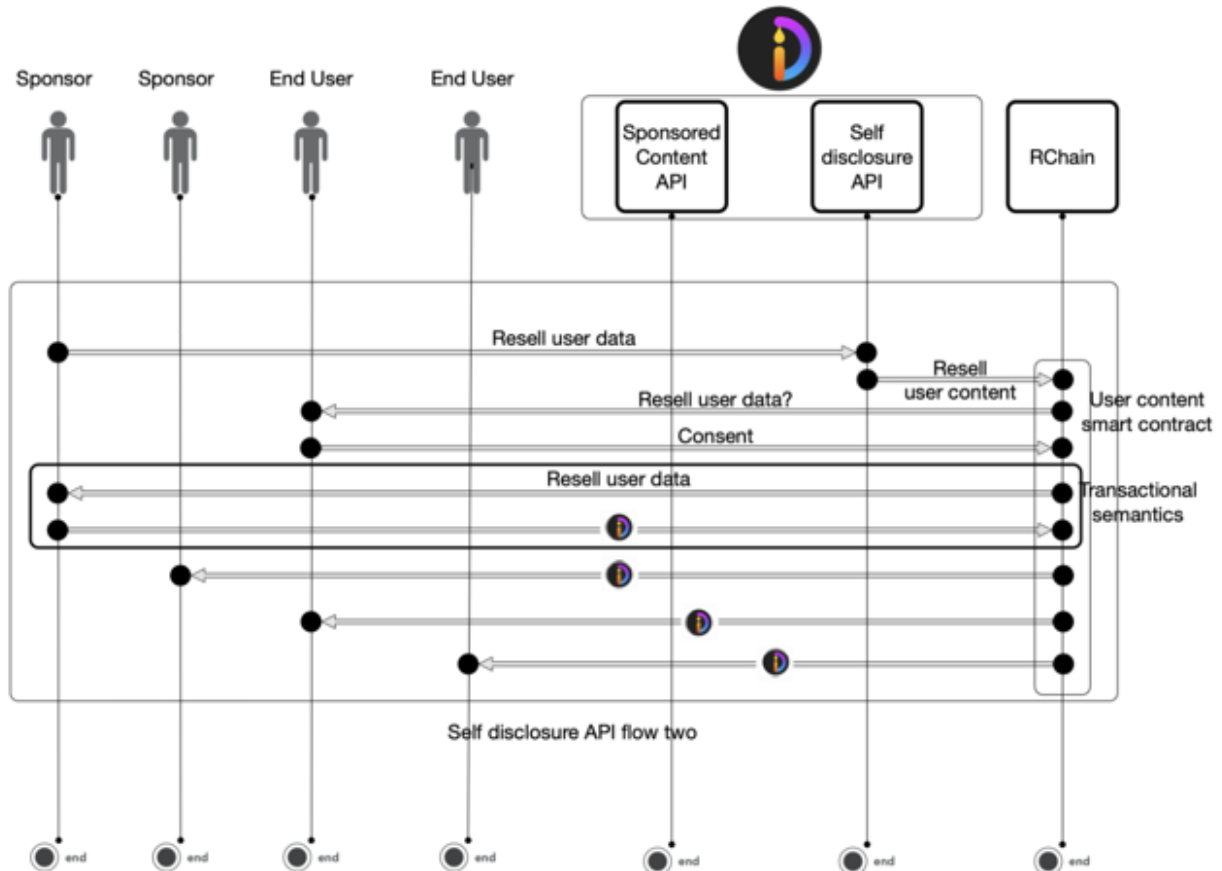 Sponsor
Sponsor
End User
End User
Sponsored
Content
API
Self
disclosure
API
RChain
Resell user data
Resell
user content
Resell user data?
User content
smart contract
Consent
Resell user data
Transactional
semantics
Self disclosure API flow two
end
end
end
end
end
end
end